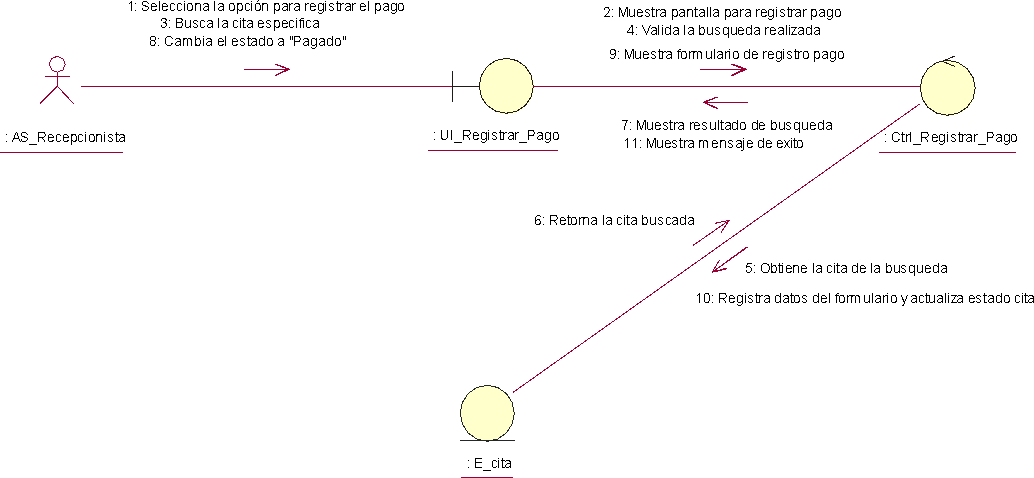 1: Selecciona la opción para registrar el pago
3: Busca la cita especifica
8: Cambia el estado a "Pagado"
2: Muestra pantalla para registrar pago
4: Valida la busqueda realizada
9: Muestra formulario de registro pago
: AS_Recepcionista
: UI_Registrar_Pago
: Ctrl_Registrar_Pago
7: Muestra resultado de busqueda
11: Muestra mensaje de exito
6: Retorna la cita buscada
5: Obtiene la cita de la busqueda
10: Registra datos del formulario y actualiza estado cita
: E_cita